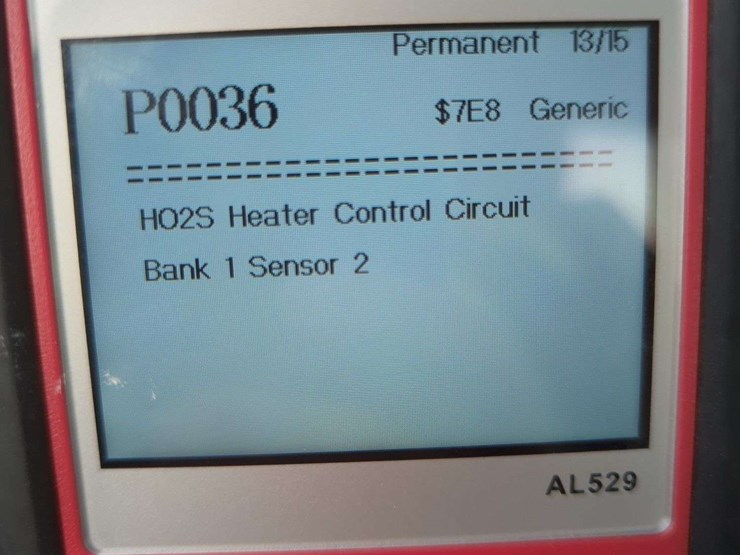 Permanent 13/15
P0036 $7E8 Generic
HO2S Heater Control Circuit
Bank 1 Sensor 2
AL529